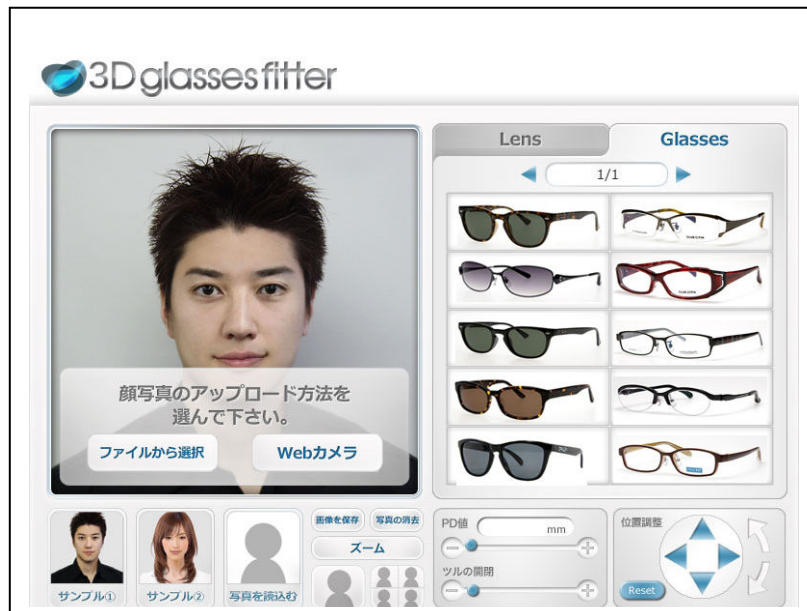 3D glasses fitter
Lens
Glasses
1/1
顔写真のアップロード方法を
選んで下さい。
ファイルから選択
Webカメラ
画像を保存
写真の消去
ズーム
サンプル①
サンプル②
写真を読込む
PD値
mm
ツルの開閉
位置調整
Reset